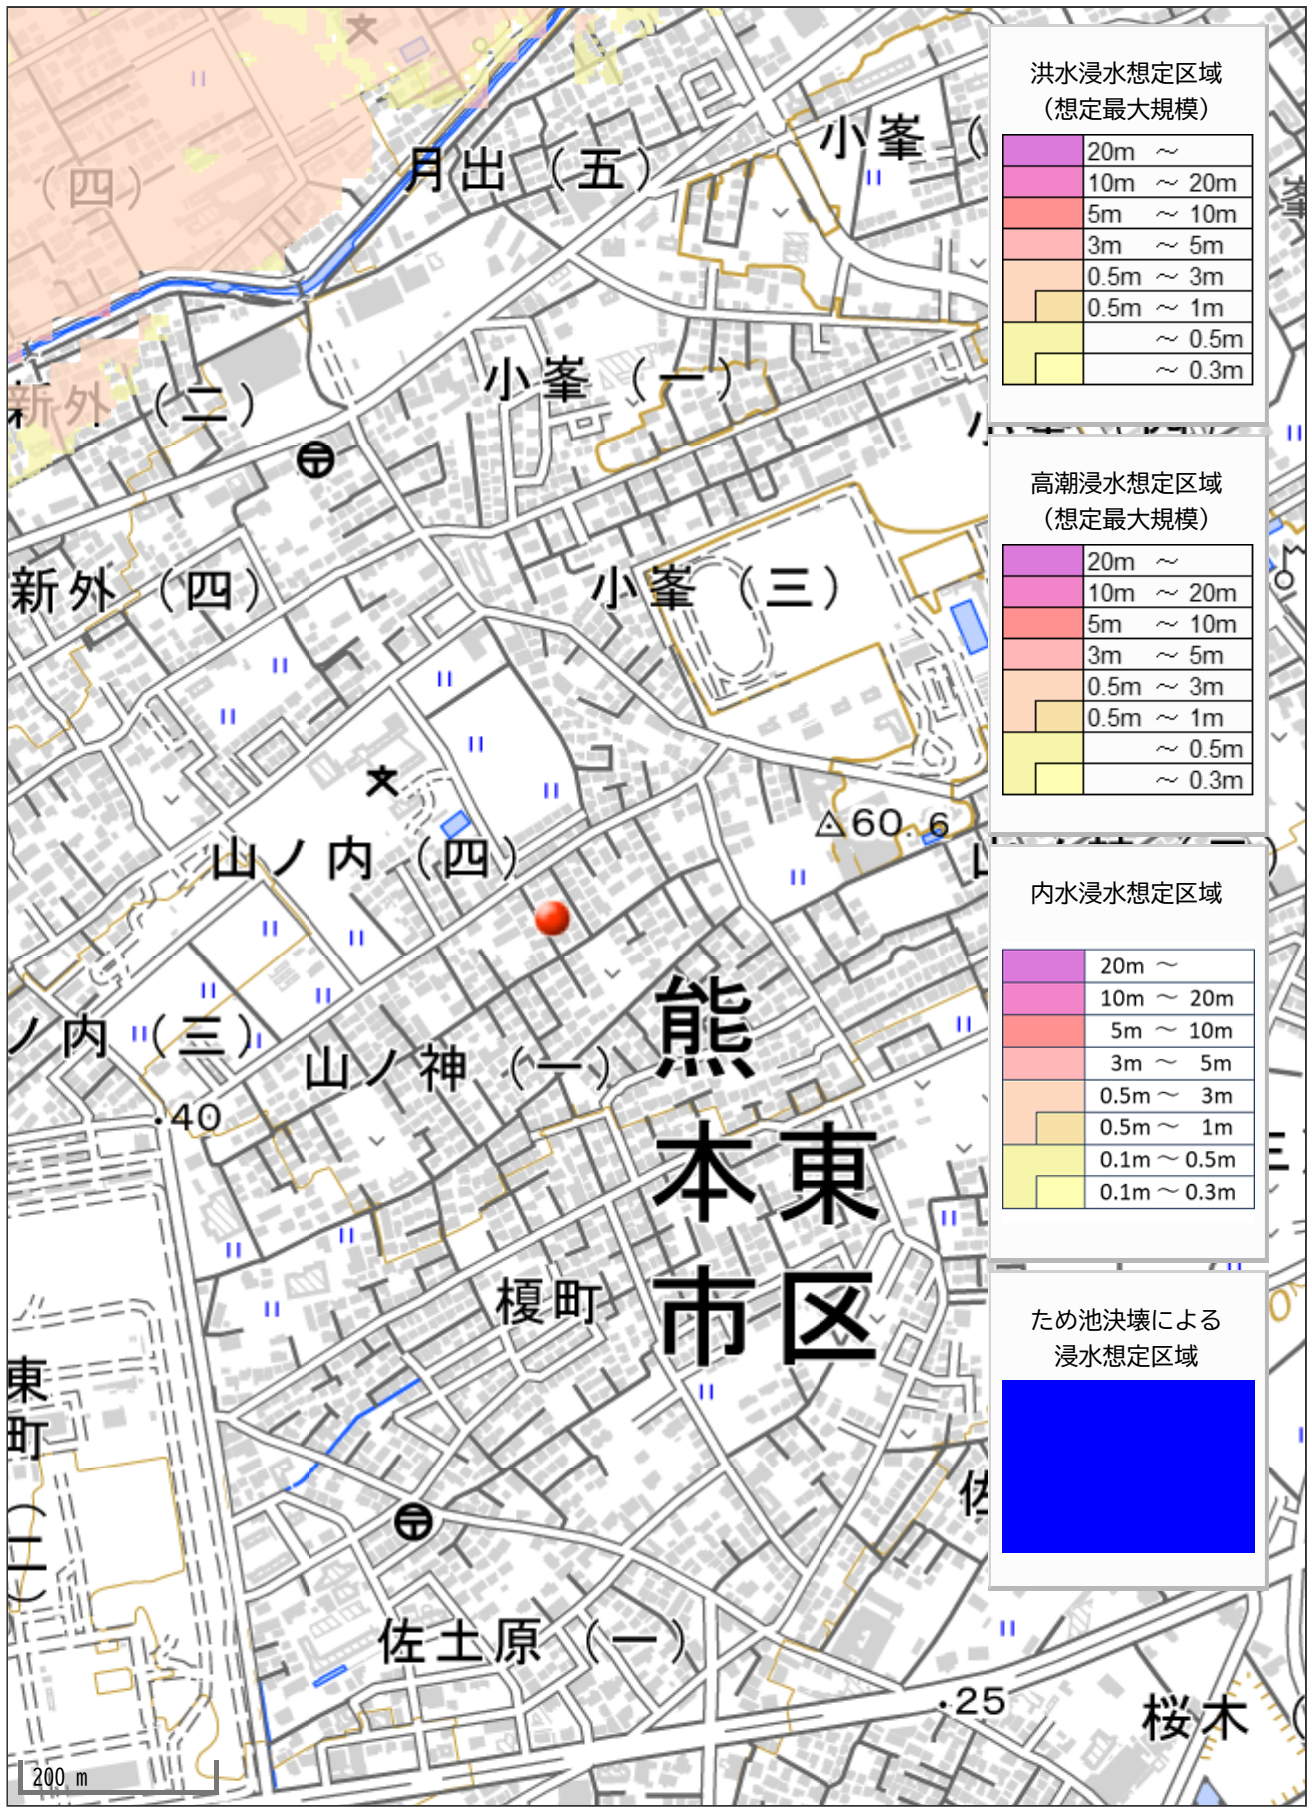 月出（五）
小峯（
（四）
峯
新外（二）
小峯（一）
新外（四）
小峯（三）
60.6
山ノ内（四）
熊
本東
市区
ノ内（三）
山ノ神（一）
・40
榎町
東
町
（二）
佐
佐土原（一）
・25
桜木（
200 m
洪水浸水想定区域
（想定最大規模）
20m ～
10m ～ 20m
5m ～ 10m
3m ～ 5m
0.5m ～ 3m
0.5m ～ 1m
～ 0.5m
～ 0.3m
高潮浸水想定区域
（想定最大規模）
20m ～
10m ～ 20m
5m ～ 10m
3m ～ 5m
0.5m ～ 3m
0.5m ～ 1m
～ 0.5m
～ 0.3m
内水浸水想定区域
20m ～
10m ～ 20m
5m ～ 10m
3m ～ 5m
0.5m ～ 3m
0.5m ～ 1m
0.1m ～ 0.5m
0.1m ～ 0.3m
ため池決壊による
浸水想定区域